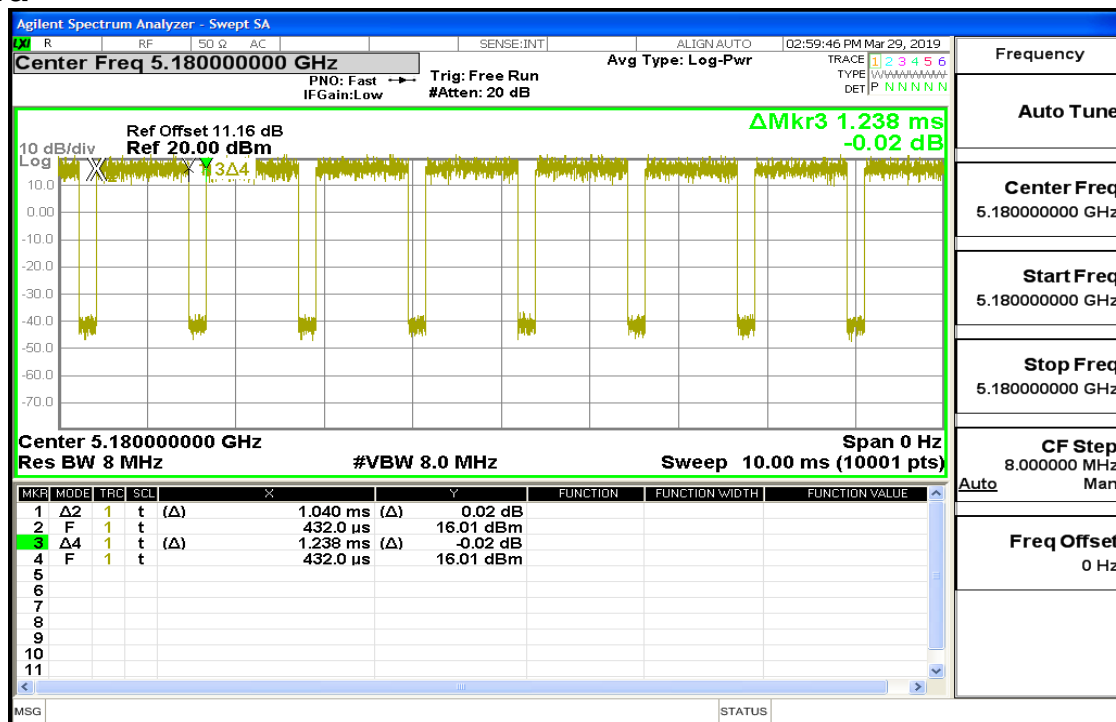 Agilent Spectrum Analyzer - Swept SA
LXI R RF 50 Ω AC SENSE:INT ALIGN AUTO 02:59:46 PM Mar 29, 2019
Center Freq 5.180000000 GHz
PNO: Fast
IFGain:Low
Trig: Free Run
#Atten: 20 dB
Avg Type: Log-Pwr
TRACE 1 2 3 4 5 6
TYPE
DET P N N N N N
ΔMkr3 1.238 ms
-0.02 dB
Ref Offset 11.16 dB
10 dB/div Ref 20.00 dBm
Log
3Δ4
10.0
0.00
-10.0
-20.0
-30.0
-40.0
-50.0
-60.0
-70.0
Center 5.180000000 GHz Span 0 Hz
Res BW 8 MHz #VBW 8.0 MHz Sweep 10.00 ms (10001 pts)
MKR MODE TRC SCL X Y FUNCTION FUNCTION WIDTH FUNCTION VALUE
1 Δ2 1 t (Δ) 1.040 ms (Δ) 0.02 dB
2 F 1 t 432.0 µs 16.01 dBm
3 Δ4 1 t (Δ) 1.238 ms (Δ) -0.02 dB
4 F 1 t 432.0 µs 16.01 dBm
5
6
7
8
9
10
11
MSG STATUS
Frequency
Auto Tune
Center Freq
5.180000000 GHz
Start Freq
5.180000000 GHz
Stop Freq
5.180000000 GHz
CF Step
8.000000 MHz
Auto Man
Freq Offset
0 Hz